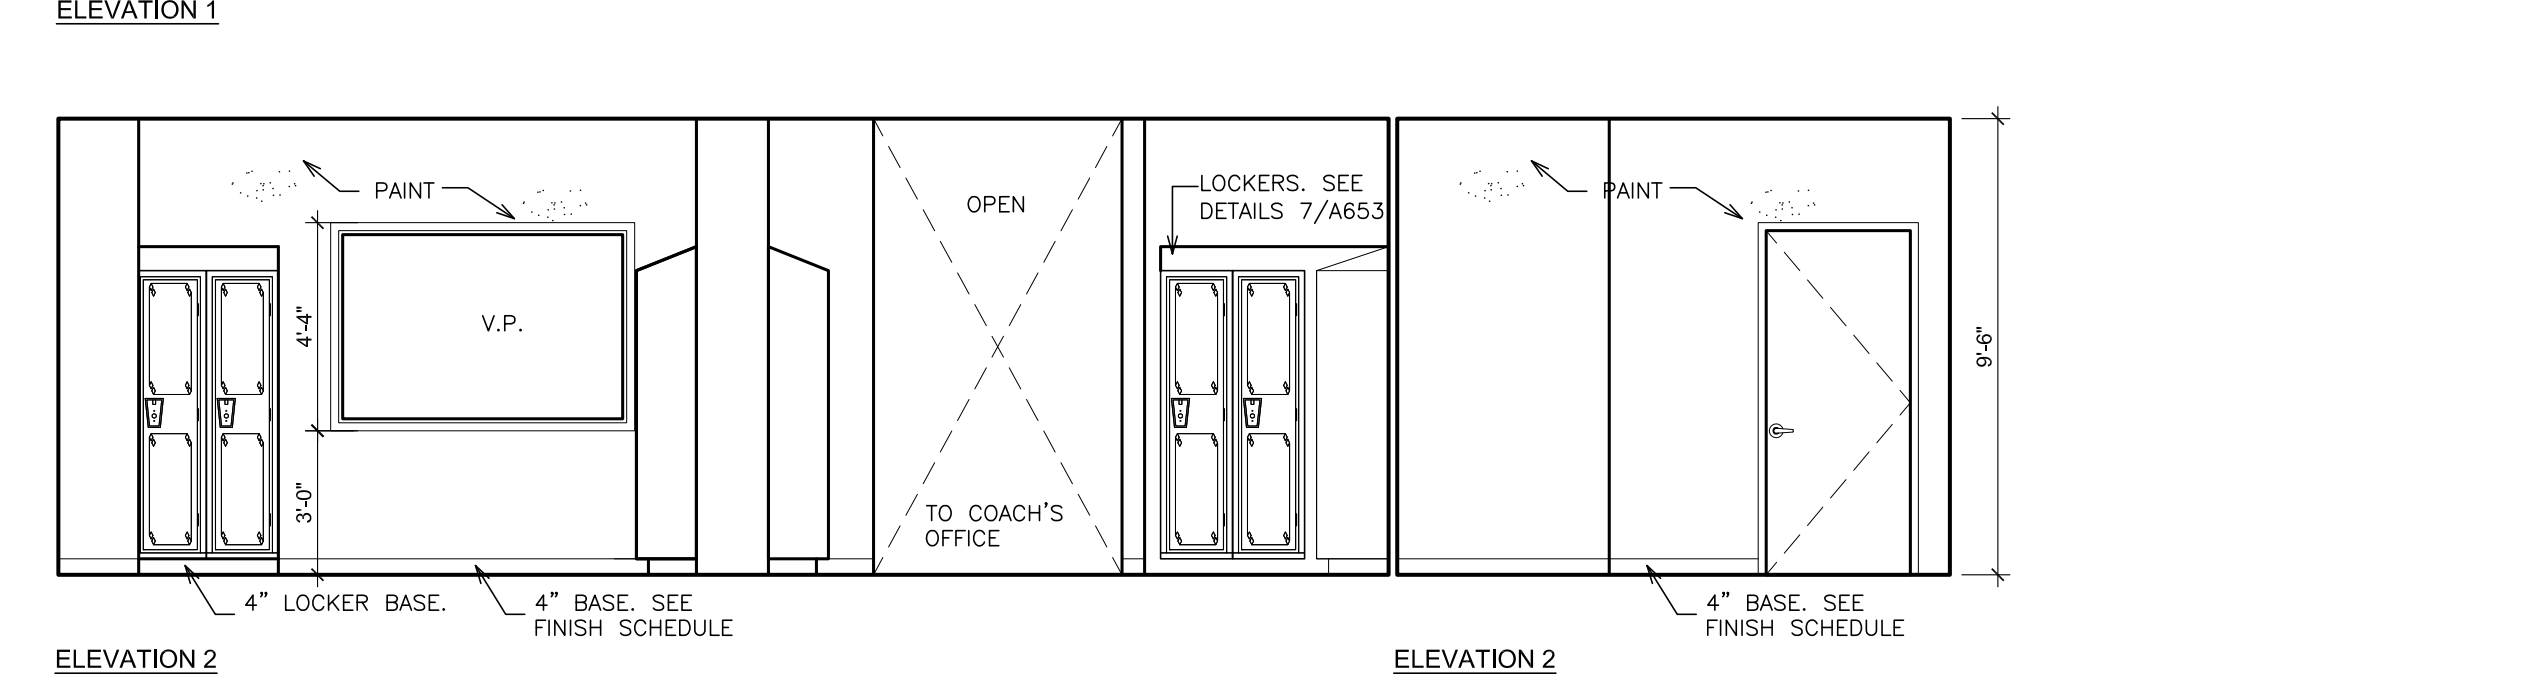 ELEVATION 1
PAINT
OPEN
LOCKERS. SEE
DETAILS 7/A653
PAINT
4'-4"
V.P.
9'-6"
3'-0"
TO COACH'S
OFFICE
4” LOCKER BASE.
4” BASE. SEE
FINISH SCHEDULE
4” BASE. SEE
FINISH SCHEDULE
ELEVATION 2
ELEVATION 2